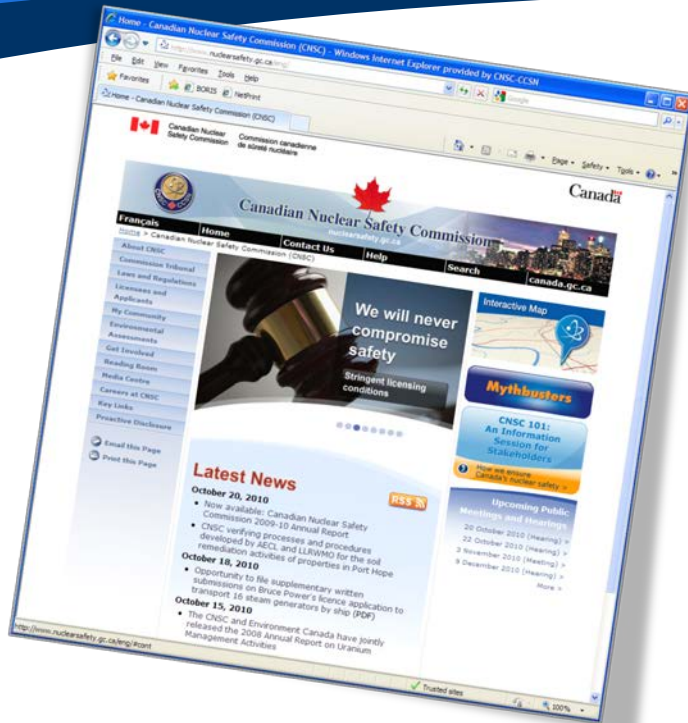 Home - Canadian Nuclear Safety Commission (CNSC) - Windows Internet Explorer provided by CNSC-CCSN
http://www.nuclearsafety.gc.ca/eng/
Google
File Edit View Favorites Tools Help
Favorites BORIS NetPrint
Home - Canadian Nuclear Safety Commission (CNSC)
Page Safety Tools
Canadian Nuclear Safety Commission
Commission canadienne de sûreté nucléaire
Canada
CNSC-CCSN
Canadian Nuclear Safety Commission
nuclearsafety.gc.ca
Français Home Contact Us Help Search canada.gc.ca
Home > Canadian Nuclear Safety Commission (CNSC)
About CNSC
Commission Tribunal
Laws and Regulations
Licensees and
Applicants
My Community
Environmental
Assessments
Get Involved
Reading Room
Media Centre
Careers at CNSC
Key Links
Proactive Disclosure
Email this Page
Print this Page
We will never
compromise
safety
Stringent licensing
conditions
Interactive Map
Mythbusters
CNSC 101:
An Information
Session for
Stakeholders
How we ensure
Canada's nuclear safety >
Latest News
RSS
October 20, 2010
• Now available: Canadian Nuclear Safety
Commission 2009-10 Annual Report
• CNSC verifying processes and procedures
developed by AECL and LLRWMO for the soil
remediation activities of properties in Port Hope
October 18, 2010
• Opportunity to file supplementary written
submissions on Bruce Power's licence application to
transport 16 steam generators by ship (PDF)
October 15, 2010
• The CNSC and Environment Canada have jointly
released the 2008 Annual Report on Uranium
Management Activities
Upcoming Public
Meetings and Hearings
20 October 2010 (Hearing) >
22 October 2010 (Hearing) >
3 November 2010 (Meeting) >
9 December 2010 (Hearing) >
More >
http://www.nuclearsafety.gc.ca/eng/#cont
Trusted sites
100%